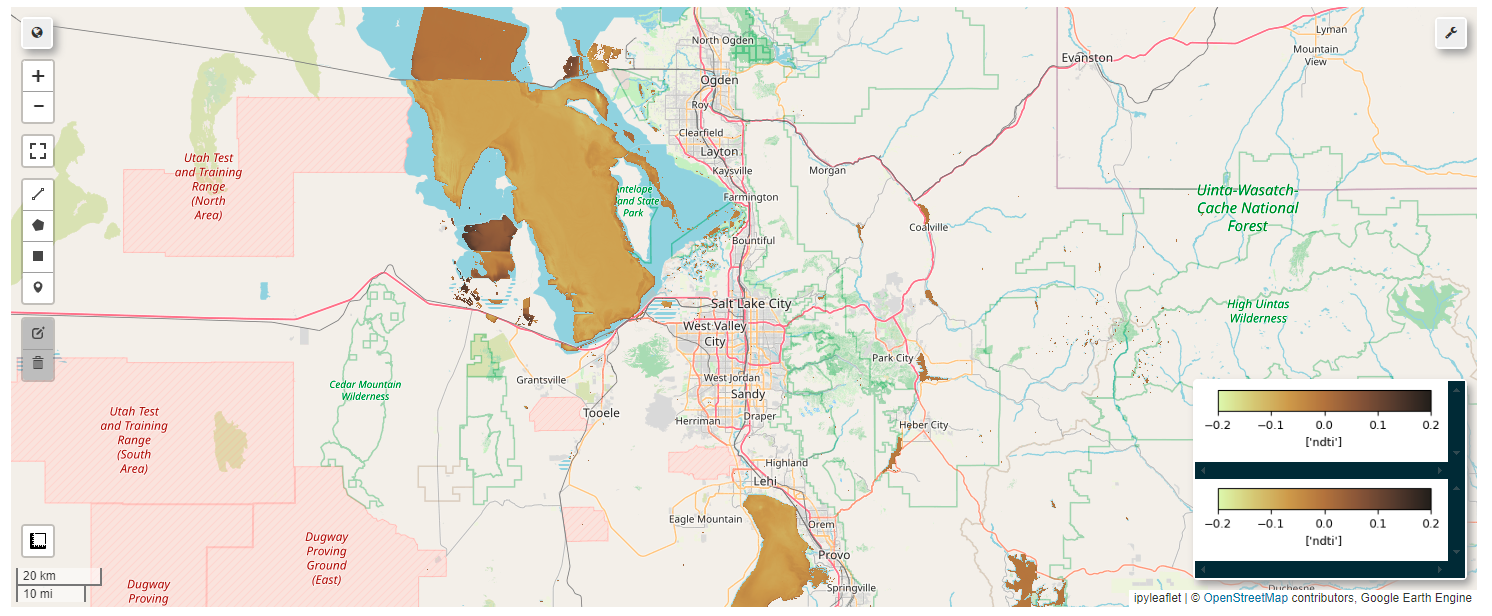 North Ogden
Ogden
Roy
Clearfield
Layton
Kaysville
Farmington
Bountiful
Morgan
Evanston
Lyman
Mountain
View
Coalville
Utah Test
and Training
Range
(North
Area)
ntelope
and State
Park
Uinta-Wasatch-
Cache National
Forest
High Uintas
Wilderness
Salt Lake City
West Valley
City
Park City
West Jordan
Sandy
Grantsville
Tooele
Herriman
Draper
Heber City
Cedar Mountain
Wilderness
Utah Test
and Training
Range
(South
Area)
Highland
Lehi
Eagle Mountain
Orem
Provo
Springville
Dugway
Proving
Ground
(East)
Dugway
Proving
+
−
20 km
10 mi
−0.2 −0.1 0.0 0.1 0.2
['ndti']
−0.2 −0.1 0.0 0.1 0.2
['ndti']
Duchesne
ipyleaflet | © OpenStreetMap contributors, Google Earth Engine